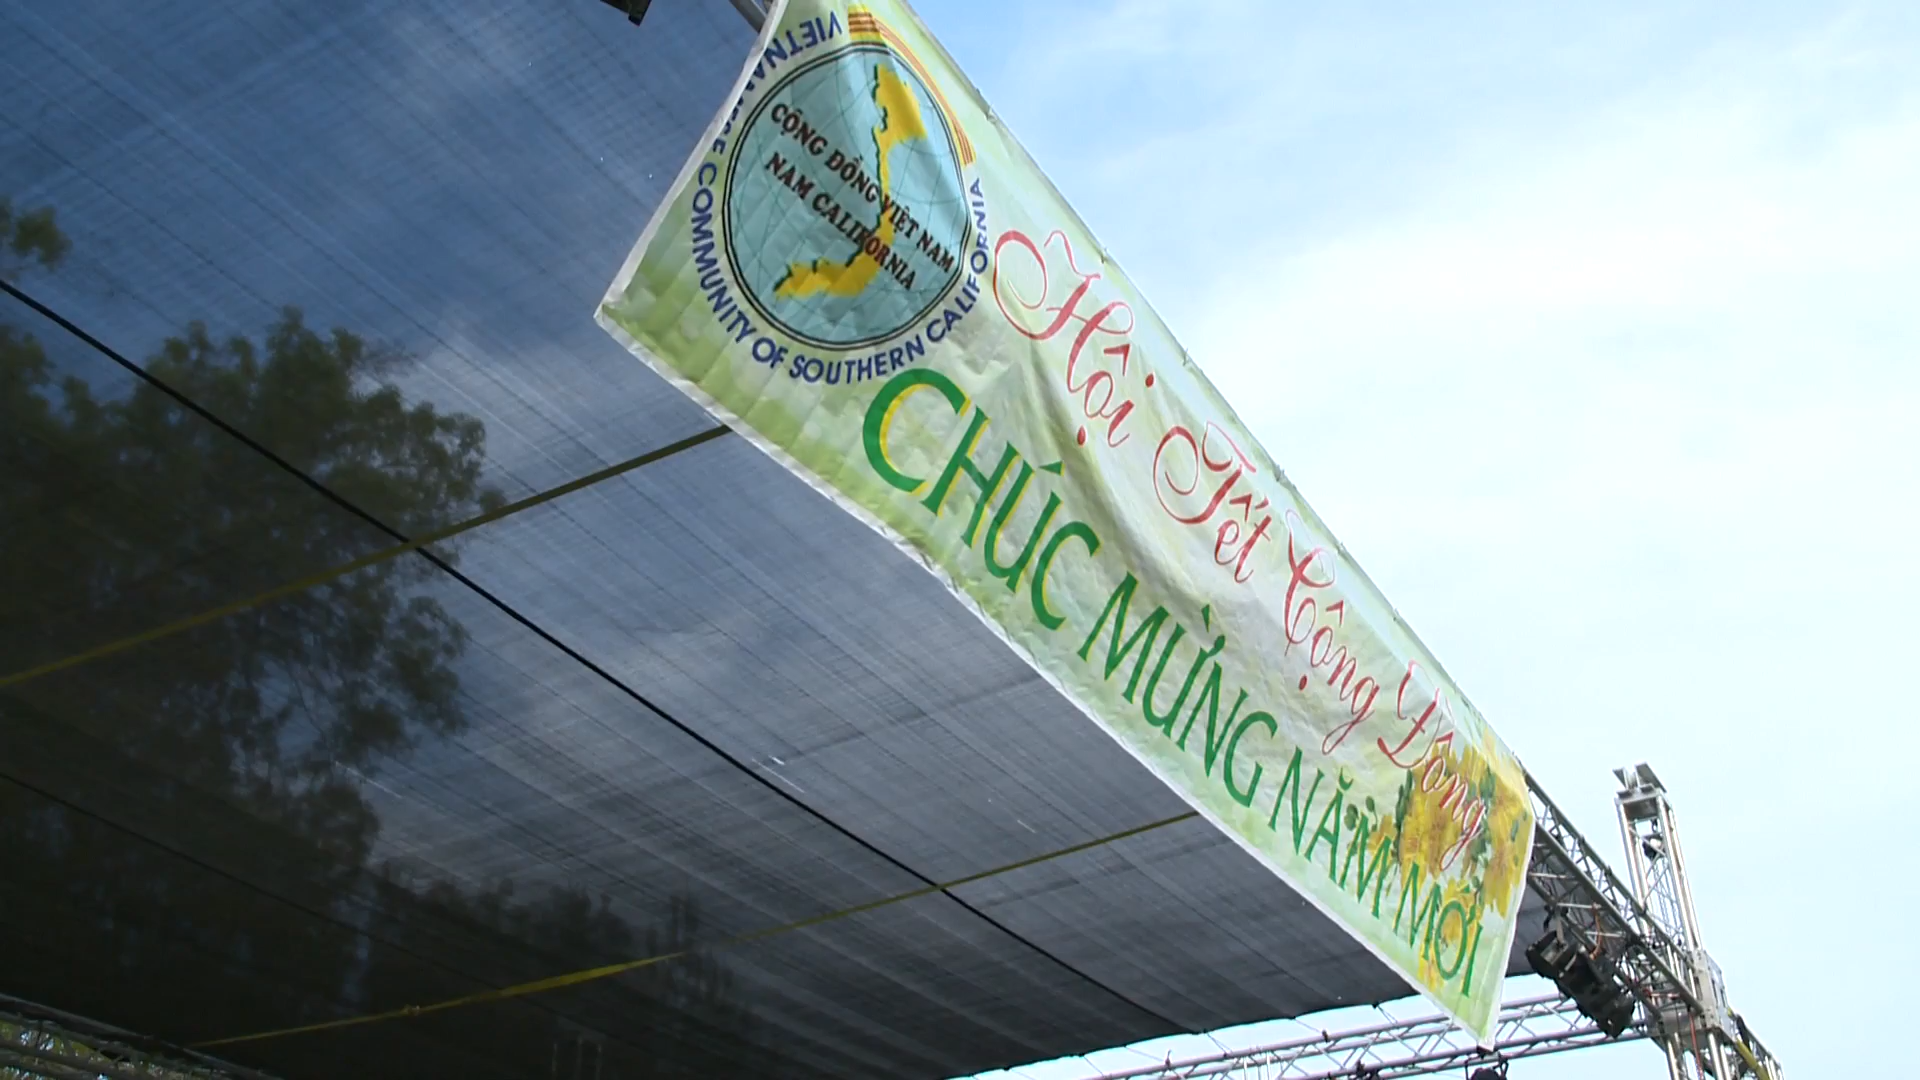 VIETNAMESE COMMUNITY OF SOUTHERN CALIFORNIA
CỘNG ĐỒNG VIỆT NAM
NAM CALIFORNIA
Hội Tết Cộng Đồng
CHÚC MỪNG NĂM MỚI